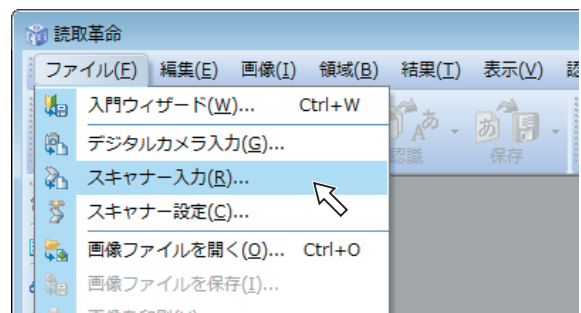 読取革命
ファイル(F) 編集(E) 画像(I) 領域(B) 結果(T) 表示(V) 認
入門ウィザード(W)... Ctrl+W
デジタルカメラ入力(G)...
スキャナー入力(R)...
スキャナー設定(C)...
画像ファイルを開く(O)... Ctrl+O
画像ファイルを保存(I)...
認識 保存